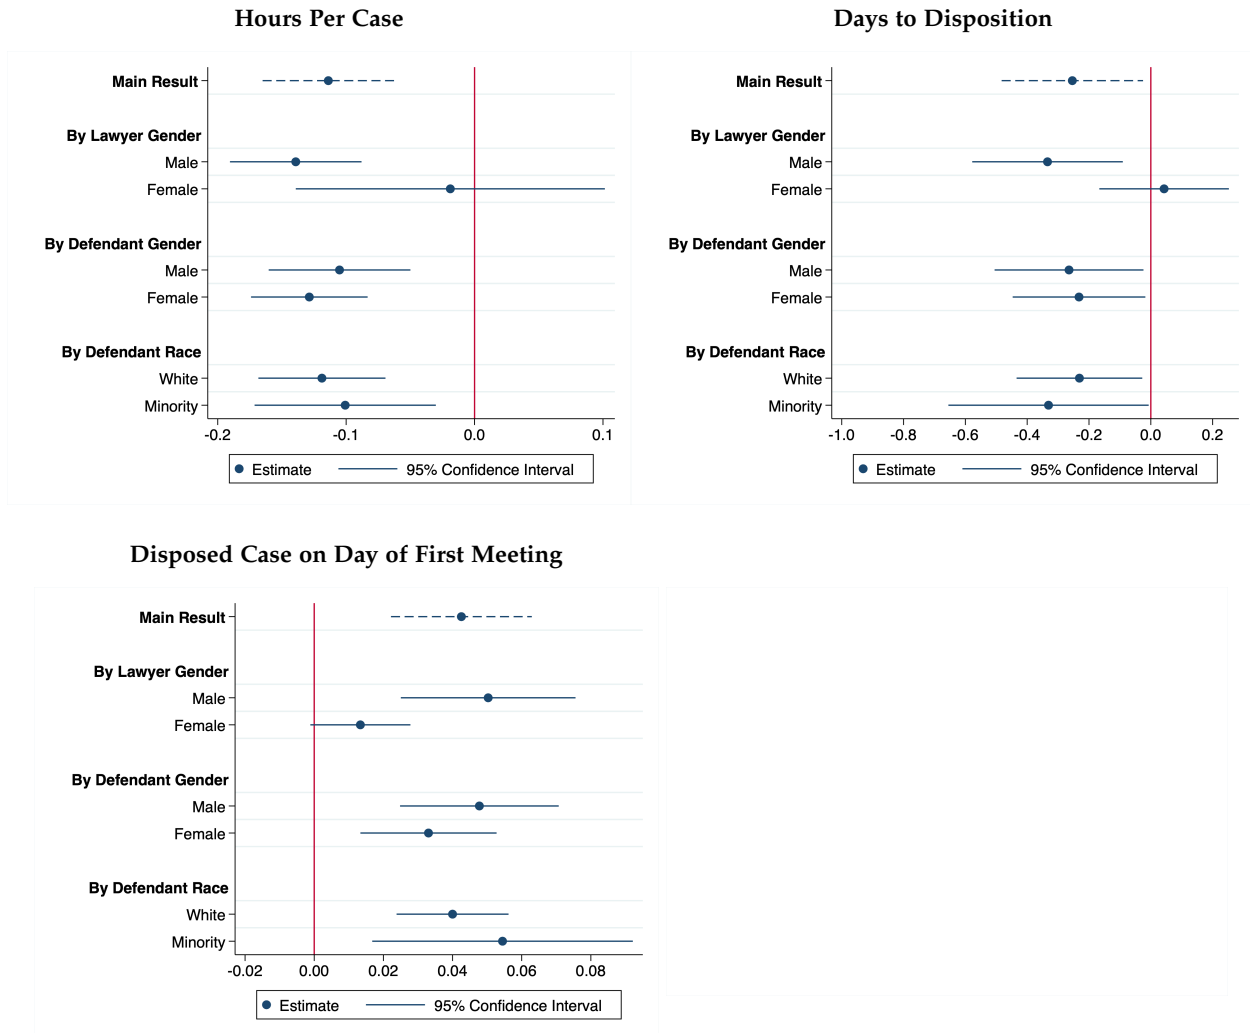 Hours Per Case
Main Result
By Lawyer Gender
Male
Female
By Defendant Gender
Male
Female
By Defendant Race
White
Minority
-0.2 -0.1 0.0 0.1
Estimate 95% Confidence Interval
Days to Disposition
Main Result
By Lawyer Gender
Male
Female
By Defendant Gender
Male
Female
By Defendant Race
White
Minority
-1.0 -0.8 -0.6 -0.4 -0.2 0.0 0.2
Estimate 95% Confidence Interval
Disposed Case on Day of First Meeting
Main Result
By Lawyer Gender
Male
Female
By Defendant Gender
Male
Female
By Defendant Race
White
Minority
-0.02 0.00 0.02 0.04 0.06 0.08
Estimate 95% Confidence Interval